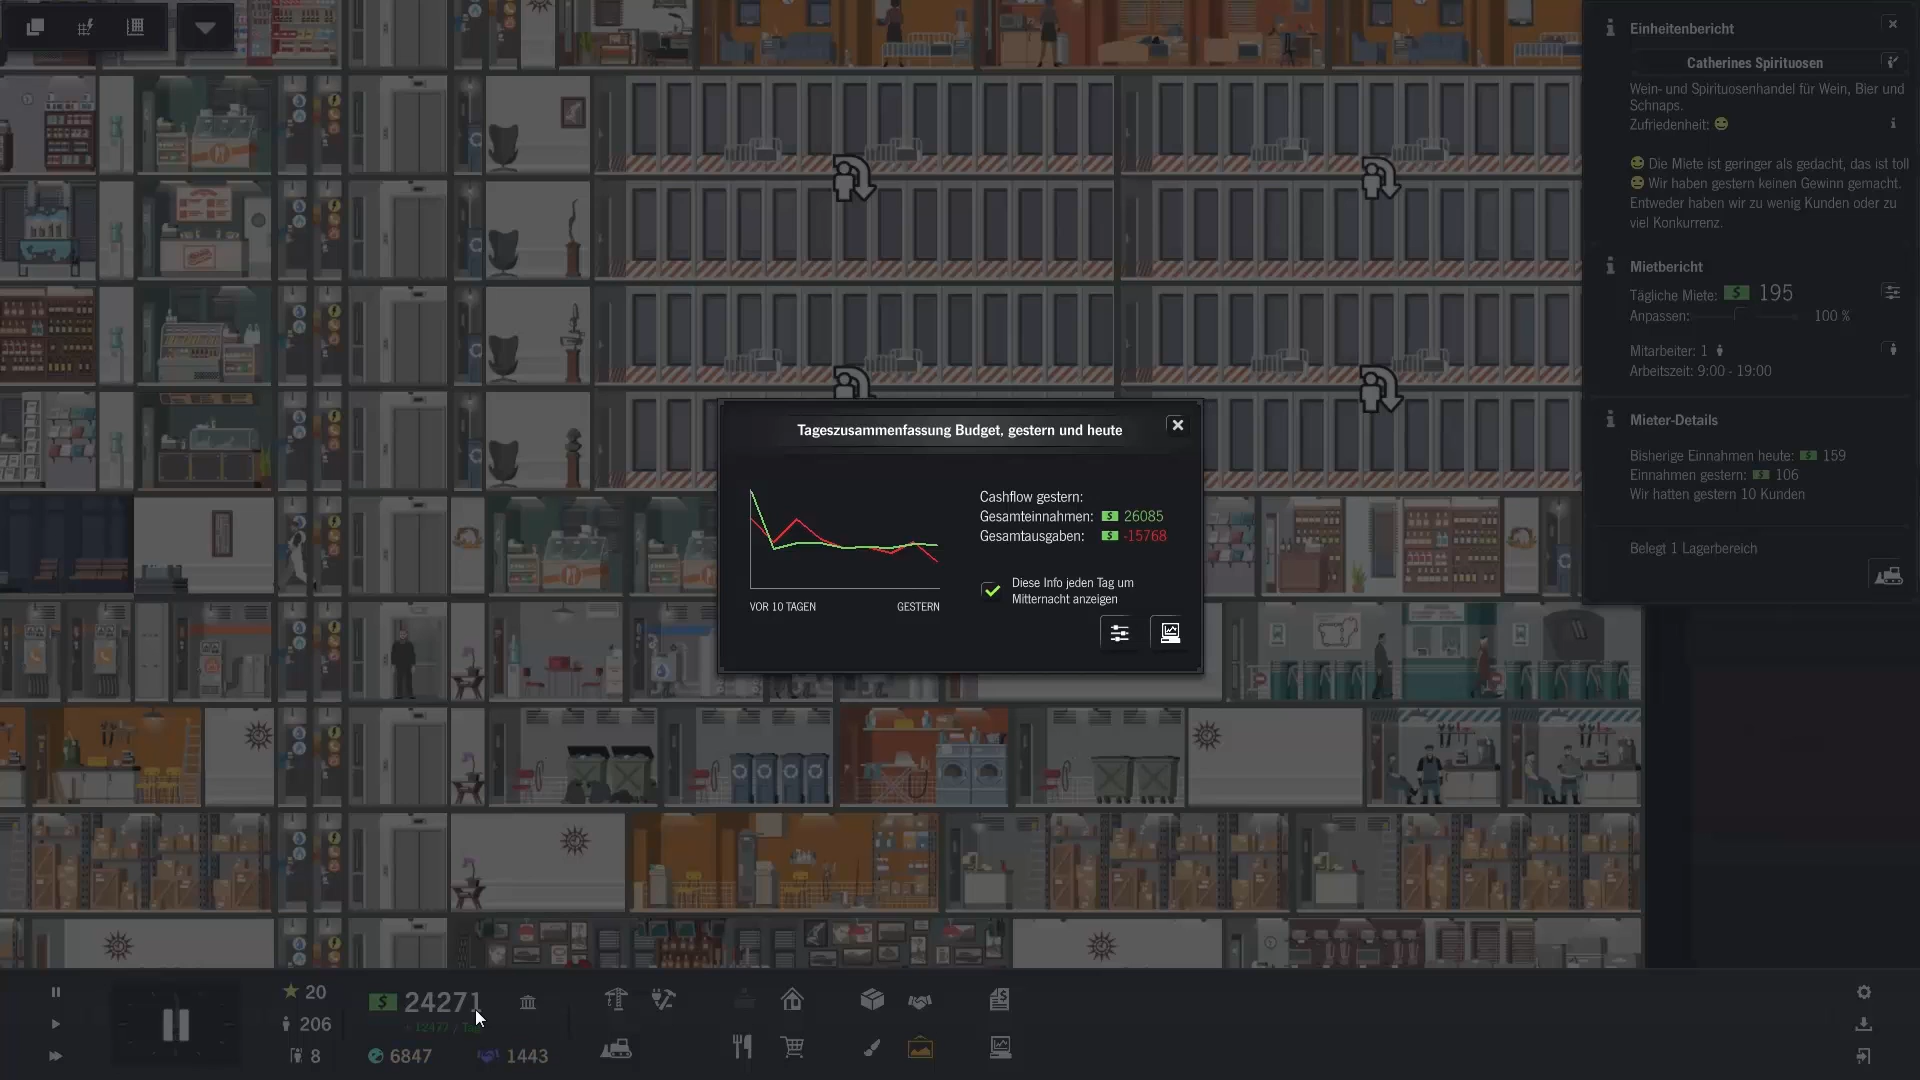 Einheitenbericht
Catherines Spirituosen
Wein- und Spirituosenhandel für Wein, Bier und
Schnaps.
Zufriedenheit:
Die Miete ist geringer als gedacht, das ist toll
Wir haben gestern keinen Gewinn gemacht.
Entweder haben wir zu wenig Kunden oder zu
viel Konkurrenz.
Mietbericht
Tägliche Miete: $ 195
Anpassen: 100 %
Mitarbeiter: 1
Arbeitszeit: 9:00 - 19:00
Mieter-Details
Bisherige Einnahmen heute: $ 159
Einnahmen gestern: $ 106
Wir hatten gestern 10 Kunden
Belegt 1 Lagerbereich
Tageszusammenfassung Budget, gestern und heute
Cashflow gestern:
Gesamteinnahmen: $ 26085
Gesamtausgaben: $ -15768
Diese Info jeden Tag um
Mitternacht anzeigen
VOR 10 TAGEN
GESTERN
20
206
8
$ 24271
+ 12477 / Tag
6847
1443